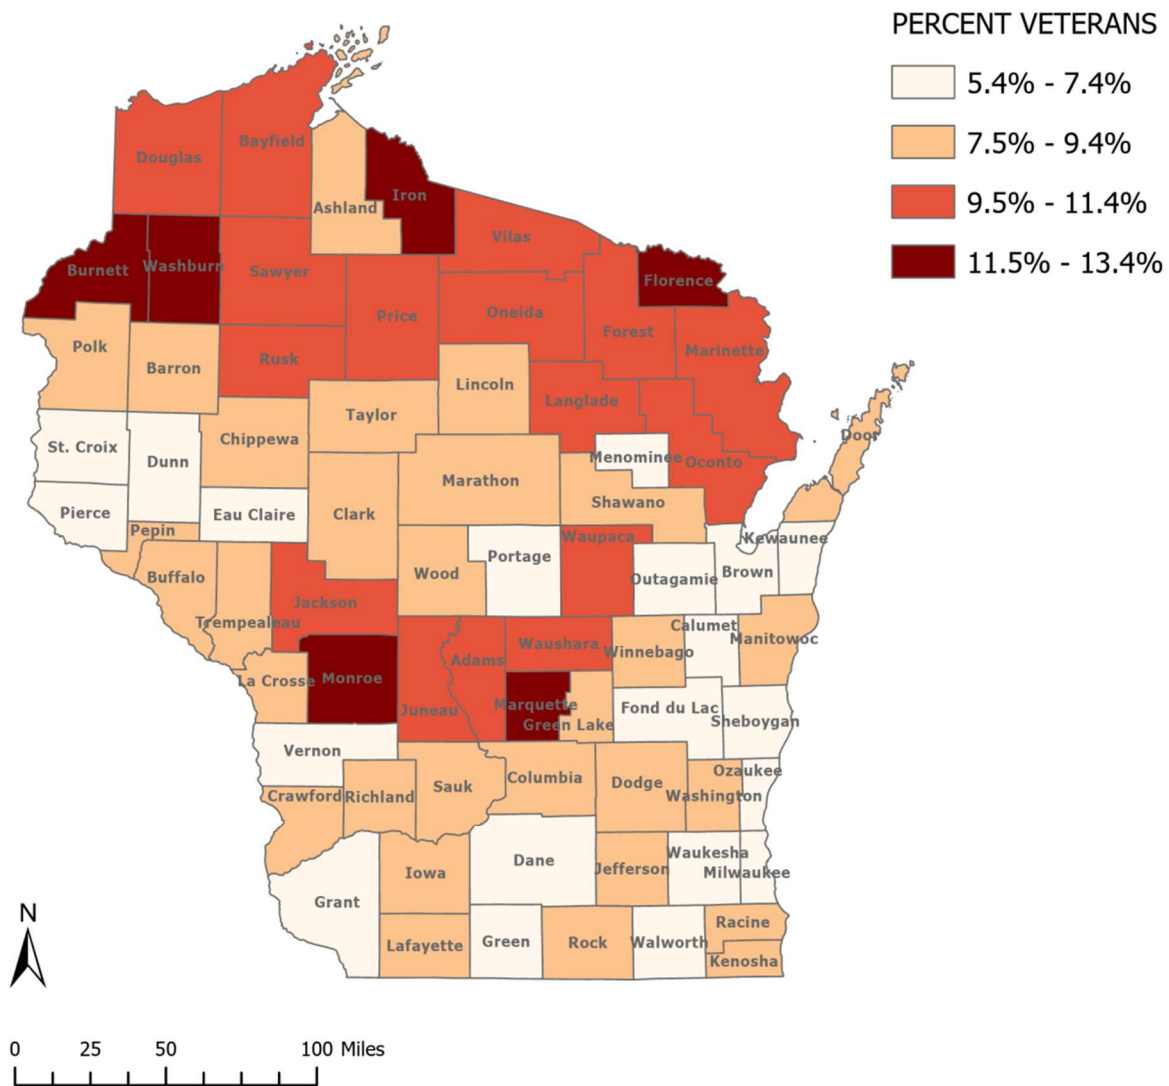 PERCENT VETERANS
5.4% - 7.4%
7.5% - 9.4%
9.5% - 11.4%
11.5% - 13.4%
Douglas
Bayfield
Ashland
Iron
Vilas
Burnett
Washburn
Sawyer
Florence
Price
Oneida
Forest
Marinette
Polk
Barron
Rusk
Lincoln
Langlade
Taylor
Chippewa
Door
St. Croix
Dunn
Menominee
Oconto
Marathon
Shawano
Pierce
Eau Claire
Clark
Pepin
Waupaca
Kewaunee
Portage
Buffalo
Wood
Outagamie
Brown
Jackson
Trempealeau
Calumet
Manitowoc
Waushara
Winnebago
Adams
La Crosse
Monroe
Marquette
Juneau
Green Lake
Fond du Lac
Sheboygan
Vernon
Columbia
Ozaukee
Sauk
Dodge
Washington
Crawford
Richland
Dane
Waukesha
Milwaukee
Iowa
Jefferson
Grant
Racine
Lafayette
Green
Rock
Walworth
Kenosha
N
0 25 50 100 Miles